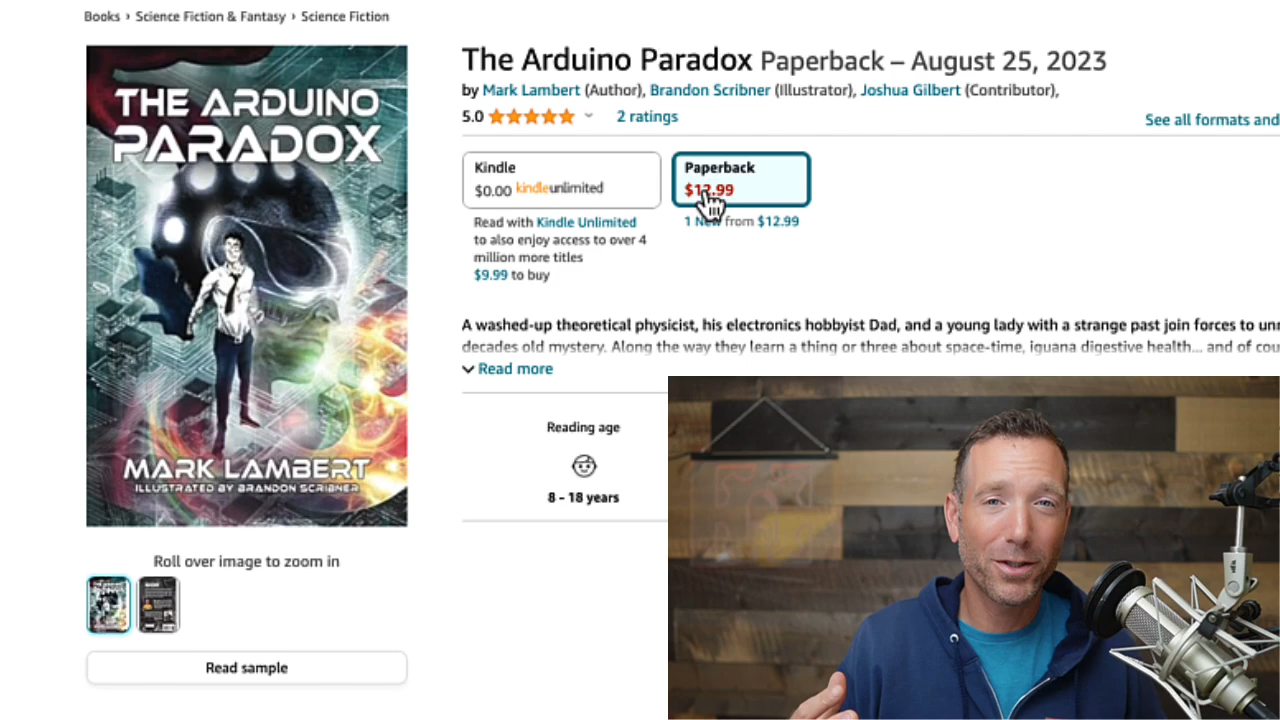 Books › Science Fiction & Fantasy › Science Fiction
THE ARDUINO
PARADOX
MARK LAMBERT
ILLUSTRATED BY BRANDON SCRIBNER
Roll over image to zoom in
Read sample
The Arduino Paradox Paperback – August 25, 2023
by Mark Lambert (Author), Brandon Scribner (Illustrator), Joshua Gilbert (Contributor),
5.0 2 ratings
See all formats and
Kindle
$0.00 kindleunlimited
Read with Kindle Unlimited
to also enjoy access to over 4
million more titles
$9.99 to buy
Paperback
$12.99
1 New from $12.99
A washed-up theoretical physicist, his electronics hobbyist Dad, and a young lady with a strange past join forces to
decades old mystery. Along the way they learn a thing or three about space-time, iguana digestive health... and of
Read more
Reading age
8 - 18 years